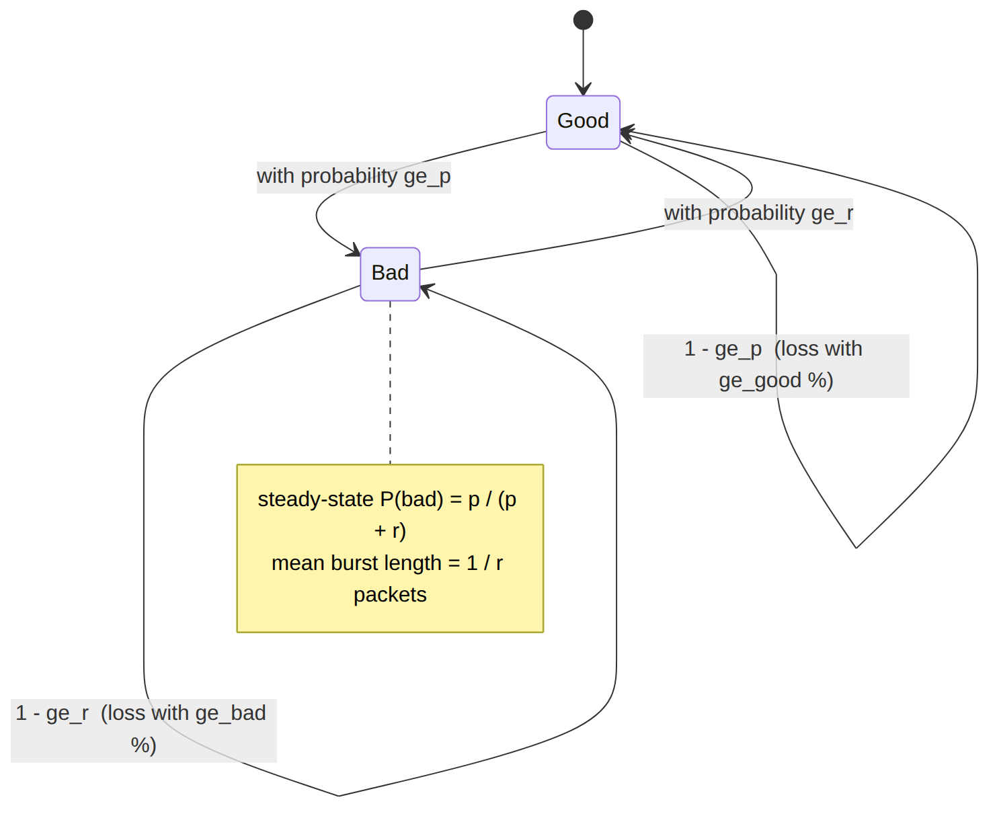 Good
with probability ge_p
with probability ge_r
Bad
1 - ge_p  (loss with
ge_good %)
steady-state P(bad) = p / (p
+ r)
mean burst length = 1 / r
packets
1 - ge_r  (loss with ge_bad
%)